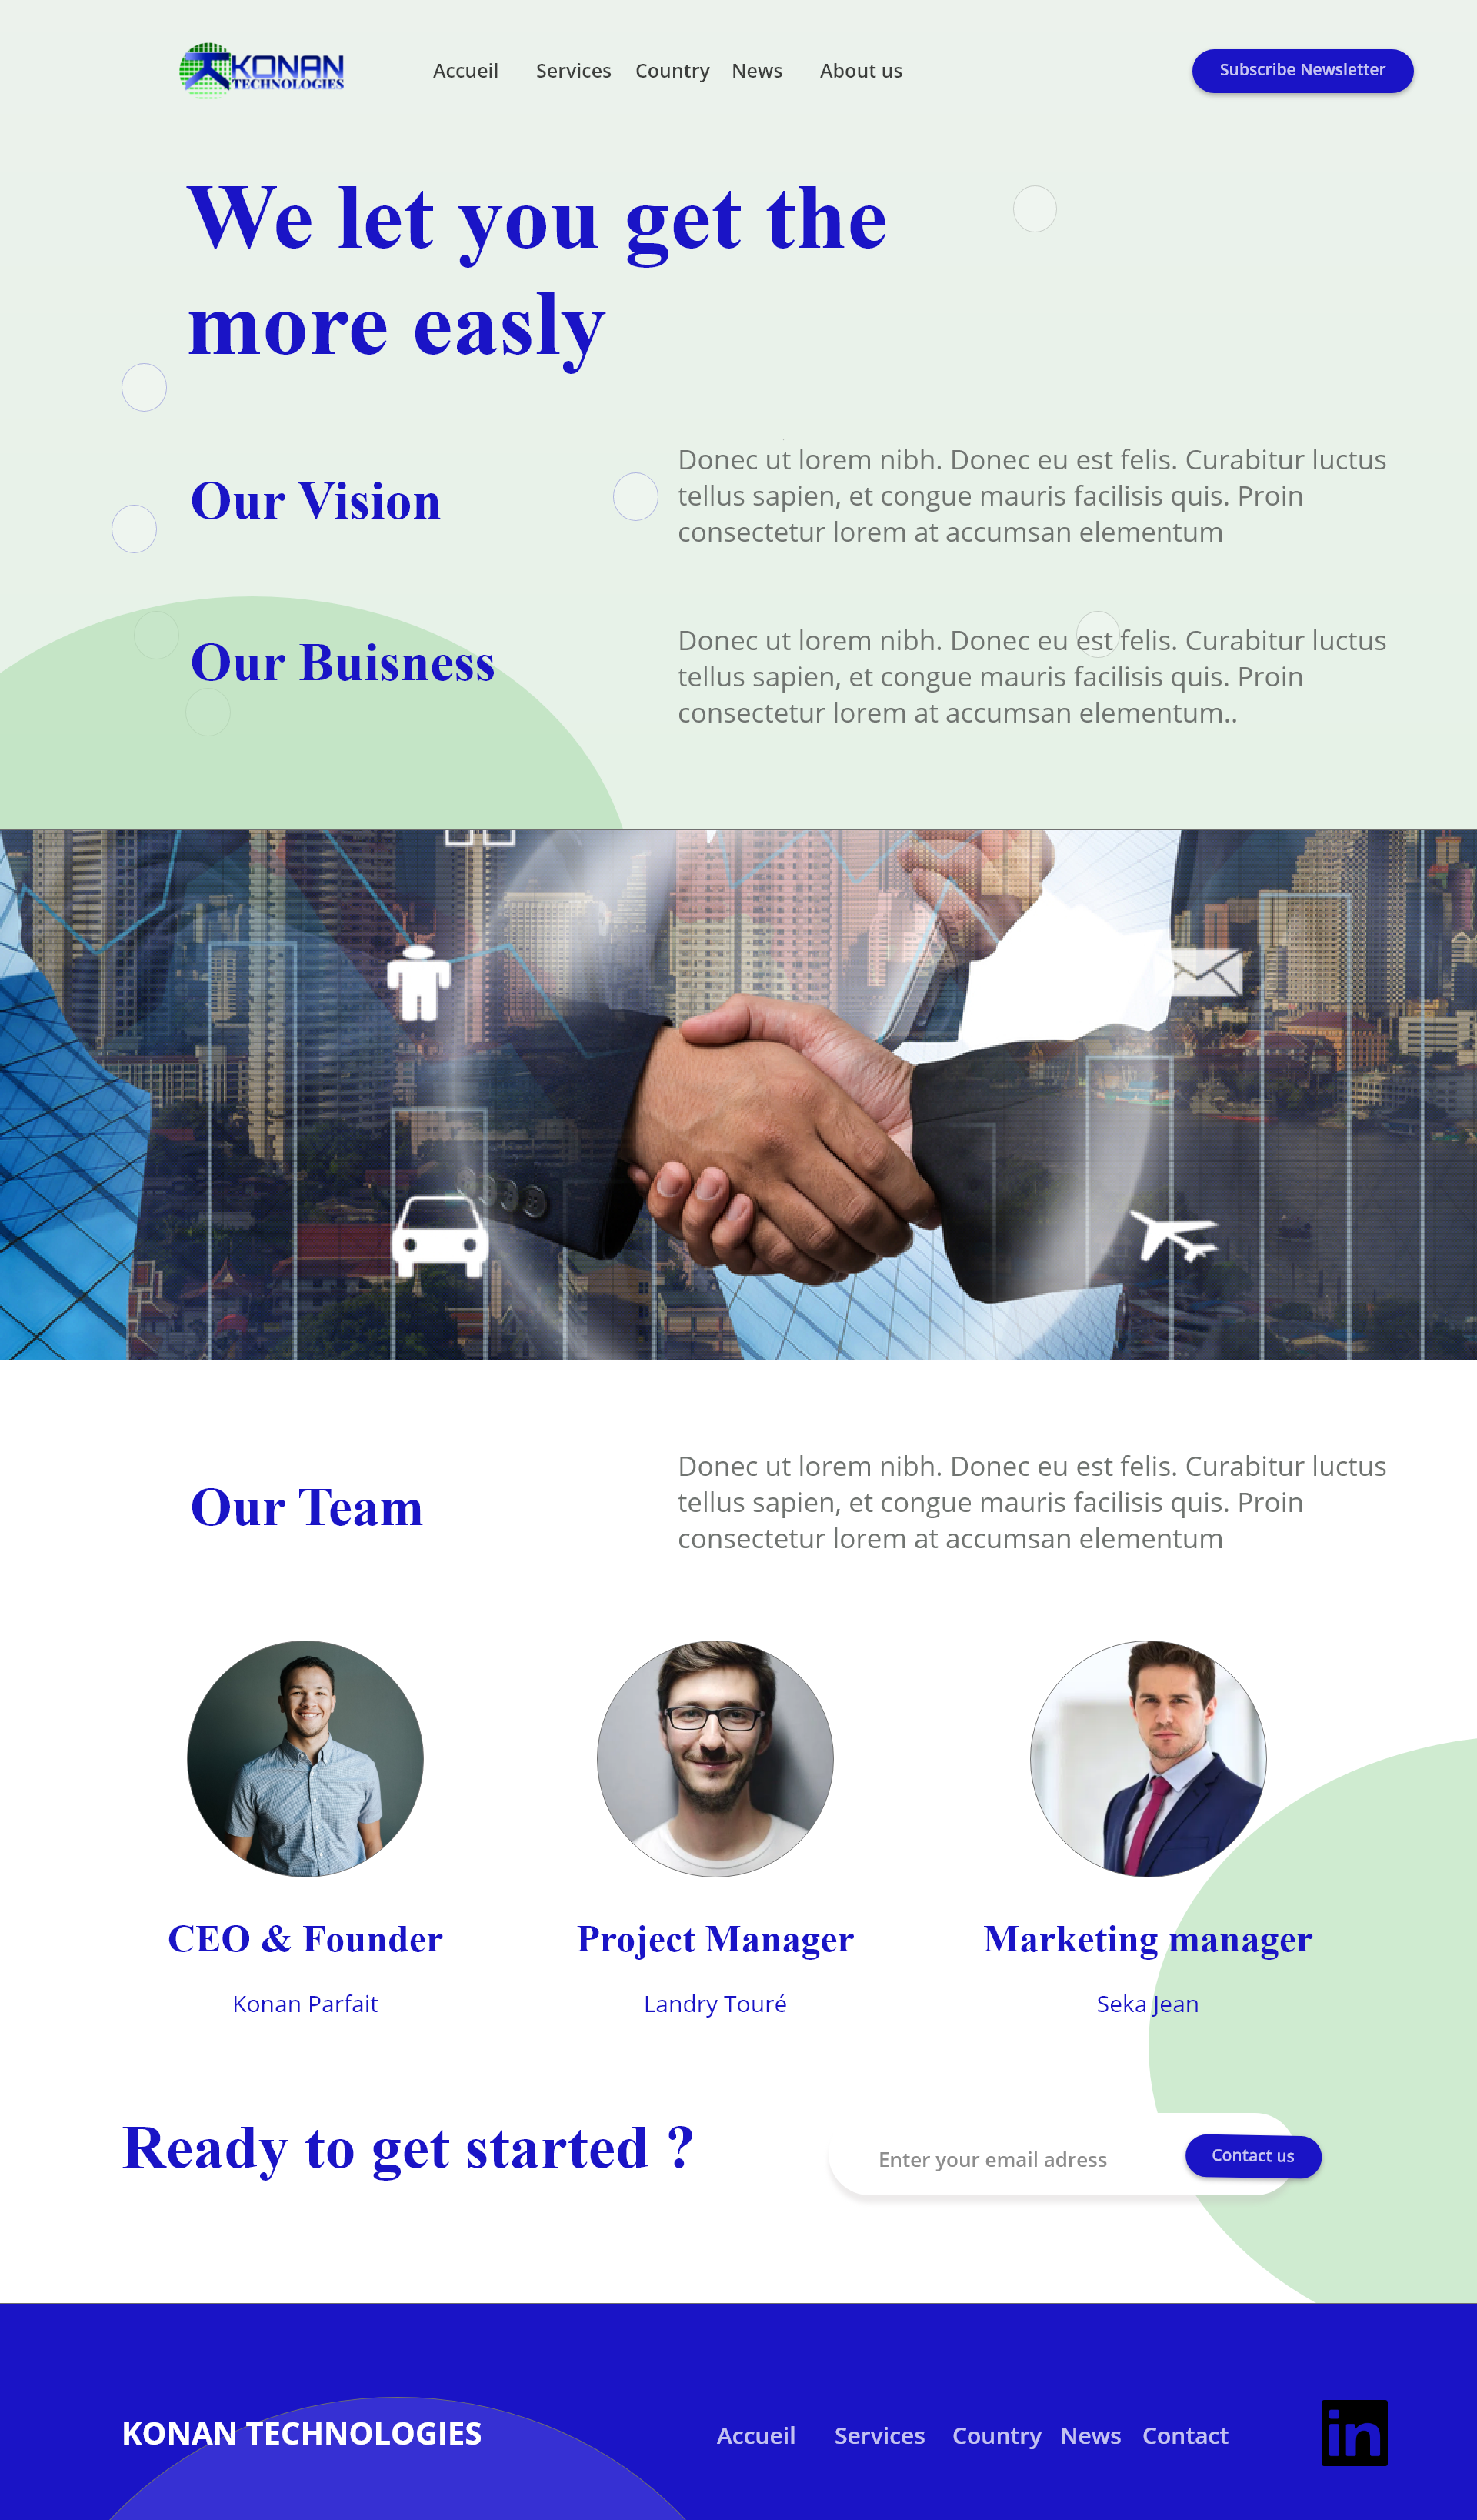 KONAN
TECHNOLOGIES
Accueil Services Country News About us
Subscribe Newsletter
We let you get the
more easly
Our Vision
Donec ut lorem nibh. Donec eu est felis. Curabitur luctus
tellus sapien, et congue mauris facilisis quis. Proin
consectetur lorem at accumsan elementum
Our Buisness
Donec ut lorem nibh. Donec eu est felis. Curabitur luctus
tellus sapien, et congue mauris facilisis quis. Proin
consectetur lorem at accumsan elementum..
Our Team
Donec ut lorem nibh. Donec eu est felis. Curabitur luctus
tellus sapien, et congue mauris facilisis quis. Proin
consectetur lorem at accumsan elementum
CEO & Founder
Konan Parfait
Project Manager
Landry Touré
Marketing manager
Seka Jean
Ready to get started ?
Enter your email adress
Contact us
KONAN TECHNOLOGIES
Accueil Services Country News Contact
in